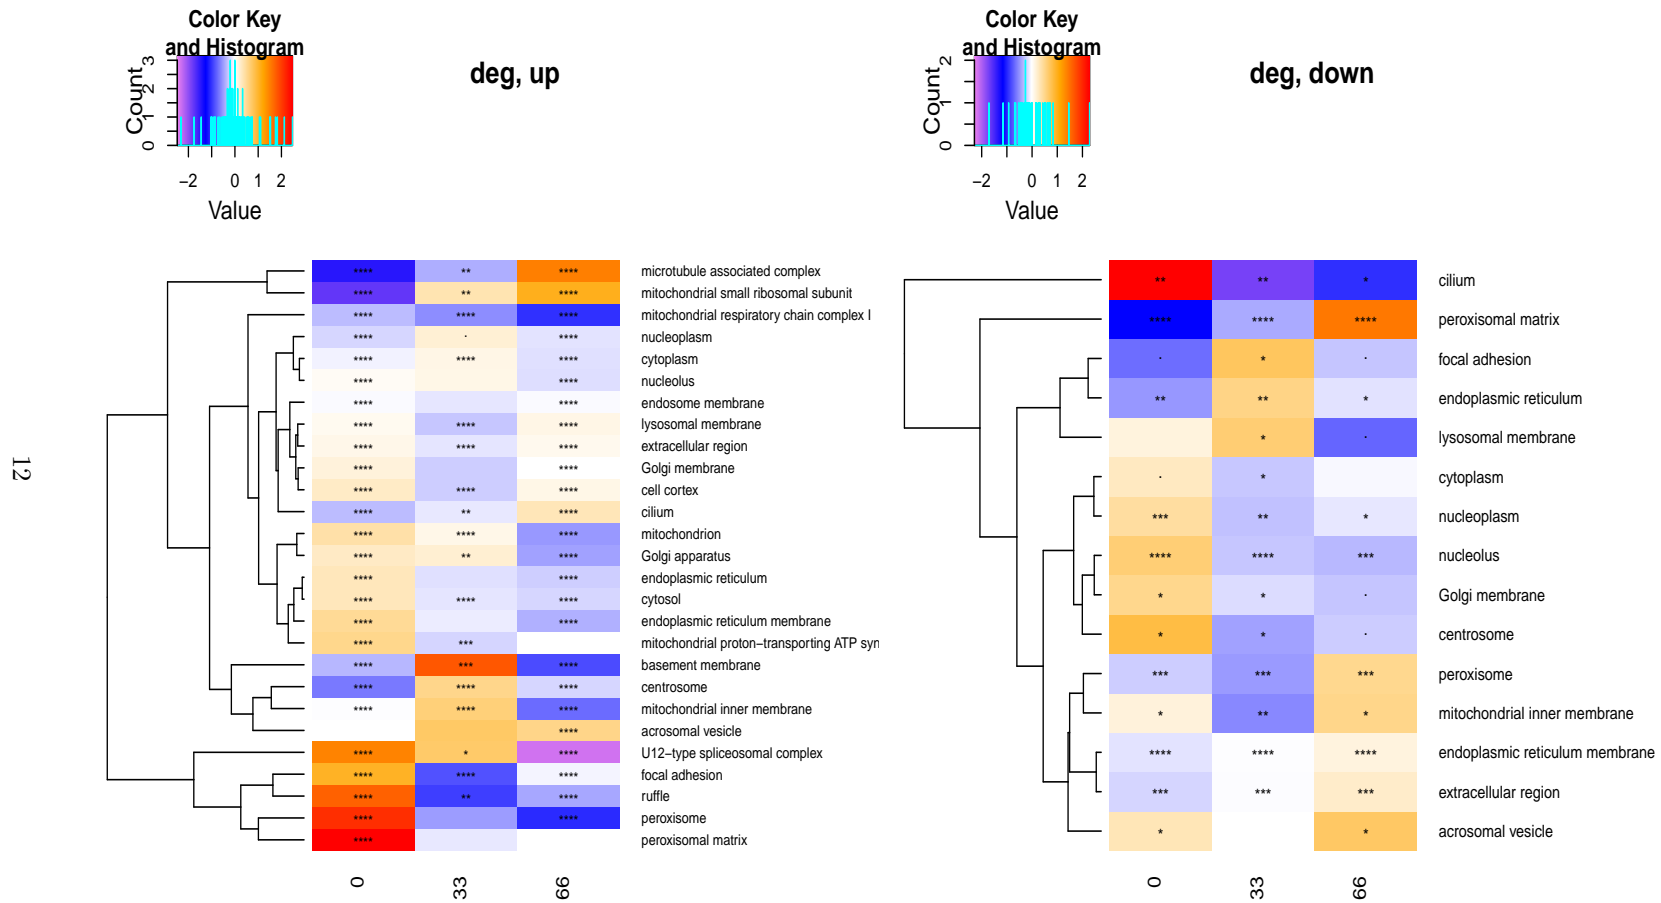 Color Key
and Histogram
Count
0 1 2 3
−2 0 1 2
Value
deg, up
**** ** **** microtubule associated complex
**** ** **** mitochondrial small ribosomal subunit
**** **** **** mitochondrial respiratory chain complex I
**** . **** nucleoplasm
**** **** **** cytoplasm
**** **** nucleolus
**** **** endosome membrane
**** **** **** lysosomal membrane
**** **** **** extracellular region
**** **** Golgi membrane
**** **** **** cell cortex
**** ** **** cilium
**** **** **** mitochondrion
**** ** **** Golgi apparatus
**** **** endoplasmic reticulum
**** **** **** cytosol
**** **** endoplasmic reticulum membrane
**** *** mitochondrial proton−transporting ATP syn
**** *** **** basement membrane
**** **** **** centrosome
**** **** **** mitochondrial inner membrane
**** acrosomal vesicle
**** * **** U12−type spliceosomal complex
**** **** **** focal adhesion
**** ** **** ruffle
**** **** peroxisome
**** peroxisomal matrix
0 33 66
Color Key
and Histogram
Count
0 1 2
−2 0 1 2
Value
deg, down
** ** * cilium
**** **** **** peroxisomal matrix
. * . focal adhesion
** ** * endoplasmic reticulum
* . lysosomal membrane
. * cytoplasm
*** ** * nucleoplasm
**** **** *** nucleolus
* * . Golgi membrane
* * . centrosome
*** *** *** peroxisome
* ** * mitochondrial inner membrane
**** **** **** endoplasmic reticulum membrane
*** *** *** extracellular region
* * acrosomal vesicle
0 33 66
12